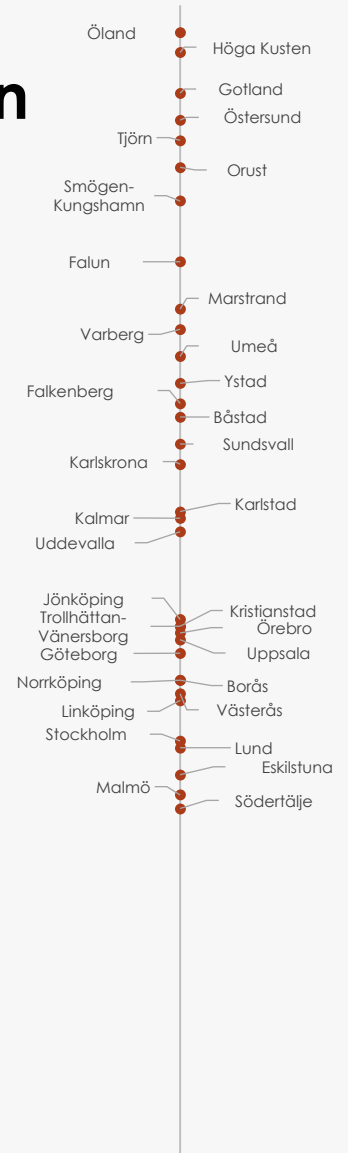 Öland
Höga Kusten
n
Gotland
Östersund
Tjörn
Orust
Smögen-
Kungshamn
Falun
Marstrand
Varberg
Umeå
Ystad
Falkenberg
Båstad
Sundsvall
Karlskrona
Karlstad
Kalmar
Uddevalla
Jönköping
Kristianstad
Trollhättan-
Vänersborg
Örebro
Göteborg
Uppsala
Norrköping
Borås
Linköping
Västerås
Stockholm
Lund
Eskilstuna
Malmö
Södertälje